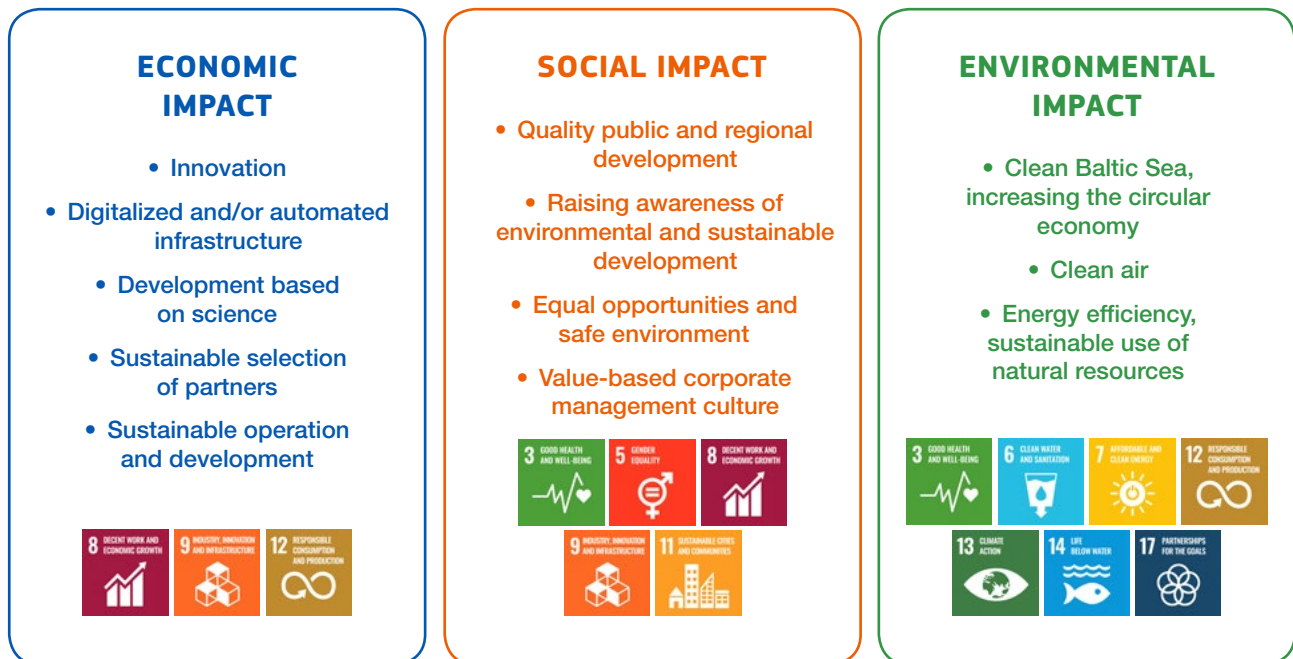 ECONOMIC
IMPACT
• Innovation
• Digitalized and/or automated
infrastructure
• Development based
on science
• Sustainable selection
of partners
• Sustainable operation
and development
8 DECENT WORK AND
ECONOMIC GROWTH
9 INDUSTRY, INNOVATION
AND INFRASTRUCTURE
12 RESPONSIBLE
CONSUMPTION
AND PRODUCTION
SOCIAL IMPACT
• Quality public and regional
development
• Raising awareness of
environmental and sustainable
development
• Equal opportunities and
safe environment
• Value-based corporate
management culture
3 GOOD HEALTH
AND WELL-BEING
5 GENDER
EQUALITY
8 DECENT WORK AND
ECONOMIC GROWTH
9 INDUSTRY, INNOVATION
AND INFRASTRUCTURE
11 SUSTAINABLE CITIES
AND COMMUNITIES
ENVIRONMENTAL
IMPACT
• Clean Baltic Sea,
increasing the circular
economy
• Clean air
• Energy efficiency,
sustainable use of
natural resources
3 GOOD HEALTH
AND WELL-BEING
6 CLEAN WATER
AND SANITATION
7 AFFORDABLE AND
CLEAN ENERGY
12 RESPONSIBLE
CONSUMPTION
AND PRODUCTION
13 CLIMATE
ACTION
14 LIFE
BELOW WATER
17 PARTNERSHIPS
FOR THE GOALS